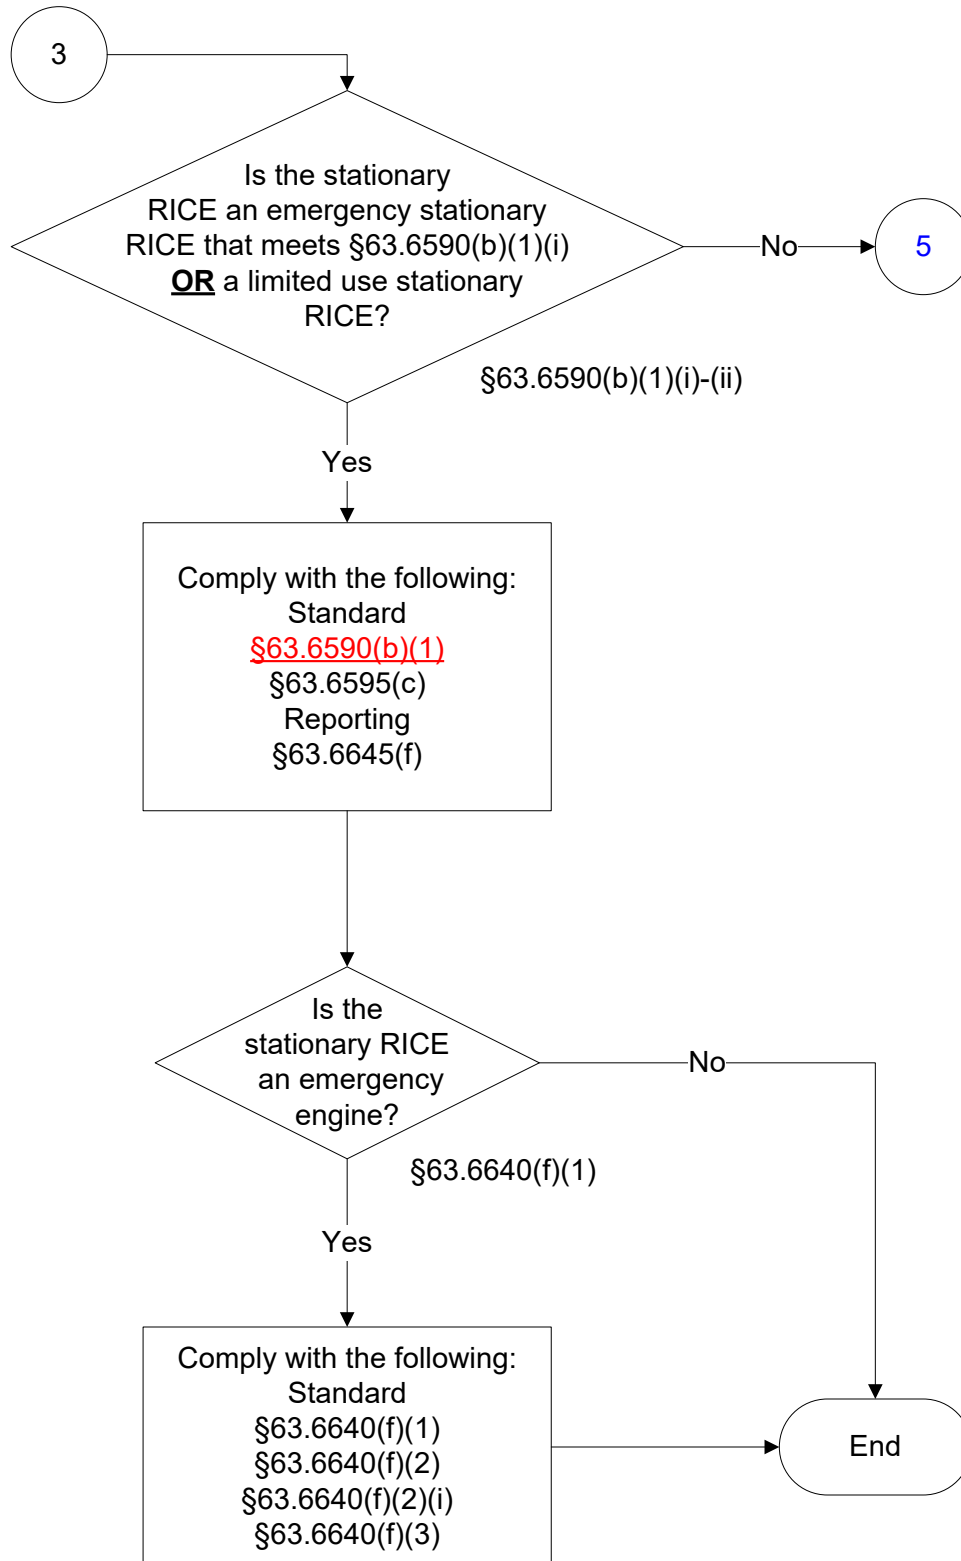 3
Is the stationary
RICE an emergency stationary
RICE that meets §63.6590(b)(1)(i)
OR a limited use stationary
RICE?
No
5
§63.6590(b)(1)(i)-(ii)
Yes
Comply with the following:
Standard
§63.6590(b)(1)
§63.6595(c)
Reporting
§63.6645(f)
Is the
stationary RICE
an emergency
engine?
No
§63.6640(f)(1)
Yes
Comply with the following:
Standard
§63.6640(f)(1)
§63.6640(f)(2)
§63.6640(f)(2)(i)
§63.6640(f)(3)
End